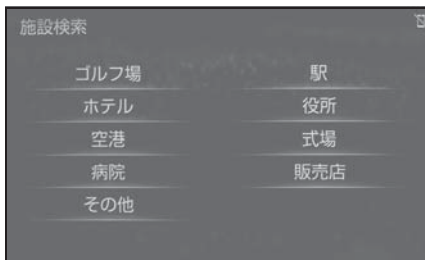 施設検索
ゴルフ場 駅
ホテル 役所
空港 式場
病院 販売店
その他